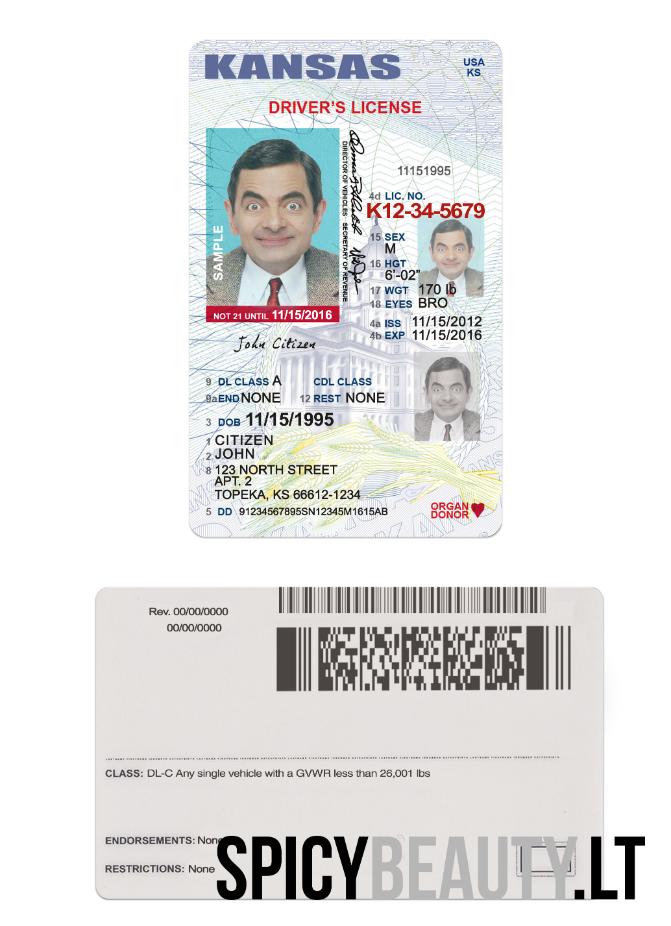 KANSAS
USA
KS
DRIVER'S LICENSE
11151995
SAMPLE
DIRECTOR OF VEHICLES
SECRETARY OF REVENUE
4d LIC. NO.
K12-34-5679
15 SEX
M
16 HGT
6'-02"
17 WGT 170 lb
18 EYES BRO
4a ISS 11/15/2012
4b EXP 11/15/2016
NOT 21 UNTIL 11/15/2016
John Citizen
9 DL CLASS A CDL CLASS
9a END NONE 12 REST NONE
3 DOB 11/15/1995
1 CITIZEN
2 JOHN
8 123 NORTH STREET
APT. 2
TOPEKA, KS 66612-1234
5 DD 91234567895SN12345M1615AB
ORGAN
DONOR
Rev. 00/00/0000
00/00/0000
CLASS: DL-C Any single vehicle with a GVWR less than 26,001 lbs
ENDORSEMENTS: None
RESTRICTIONS: None
SPICYBEAUTY.LT